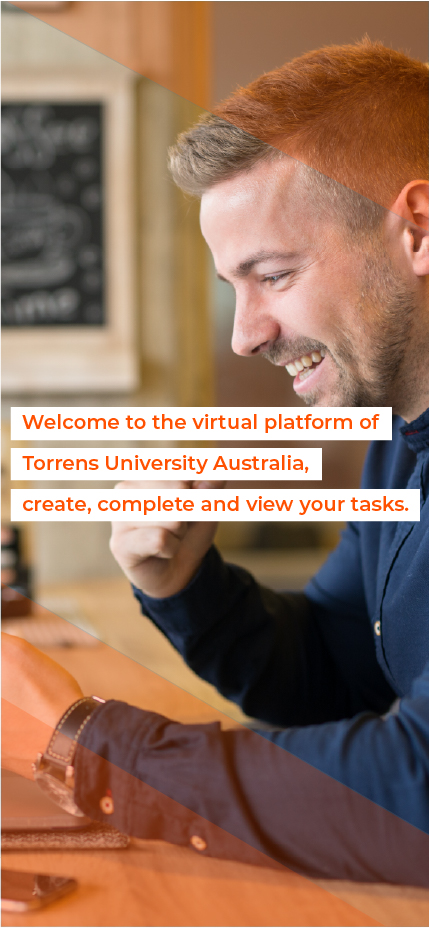 Welcome to the virtual platform of
Torrens University Australia,
create, complete and view your tasks.